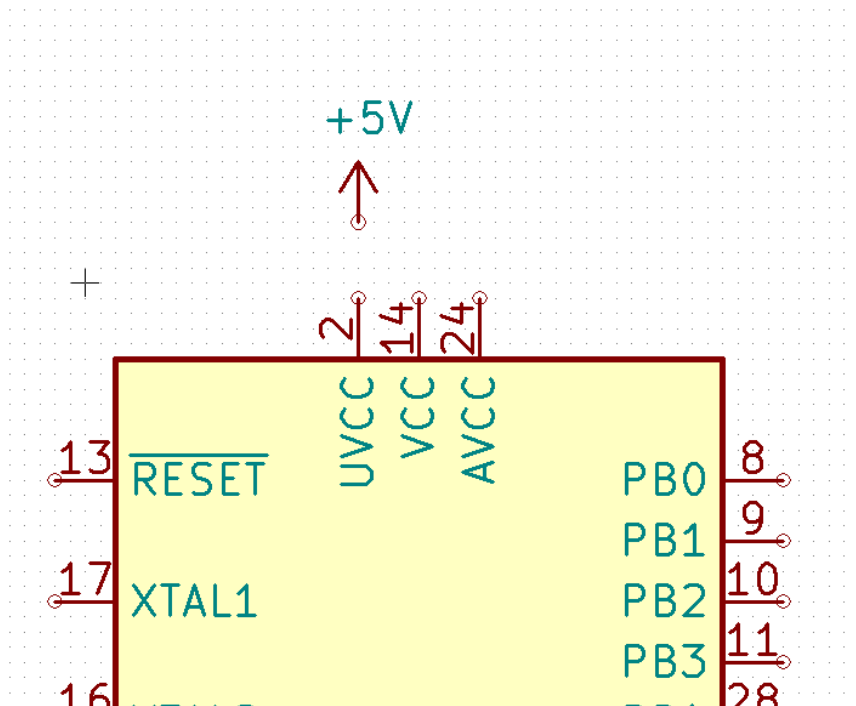 +5V
2 14 24
UVCC VCC AVCC
13 RESET PB0 8
PB1 9
17 XTAL1 PB2 10
PB3 11
16 28